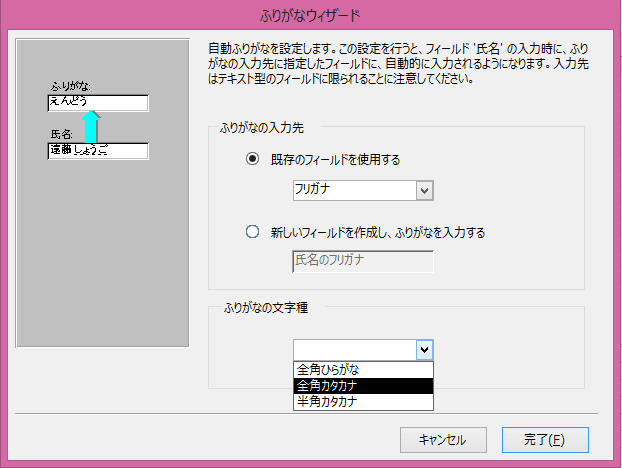 ふりがなウィザード
自動ふりがなを設定します。この設定を行うと、フィールド '氏名' の入力時に、ふり
がなの入力先に指定したフィールドに、自動的に入力されるようになります。入力先
はテキスト型のフィールドに限られることに注意してください。
ふりがな:
えんどう
氏名:
遠藤しょうご
ふりがなの入力先
既存のフィールドを使用する
フリガナ
新しいフィールドを作成し、ふりがなを入力する
氏名のフリガナ
ふりがなの文字種
全角ひらがな
全角カタカナ
半角カタカナ
キャンセル
完了(F)